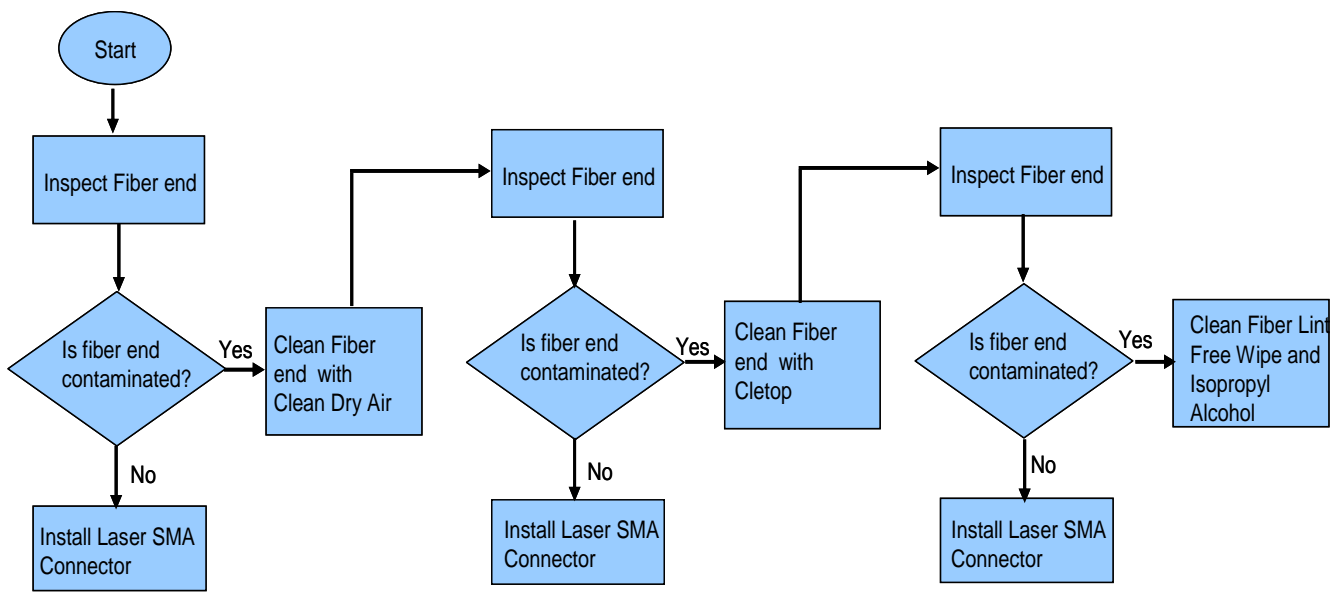 Start
Inspect Fiber end
Is fiber end
contaminated?
Yes
No
Install Laser SMA
Connector
Clean Fiber
end with
Clean Dry Air
Inspect Fiber end
Is fiber end
contaminated?
Yes
No
Install Laser SMA
Connector
Clean Fiber
end with
Cletop
Inspect Fiber end
Is fiber end
contaminated?
Yes
No
Install Laser SMA
Connector
Clean Fiber Lint
Free Wipe and
Isopropyl
Alcohol